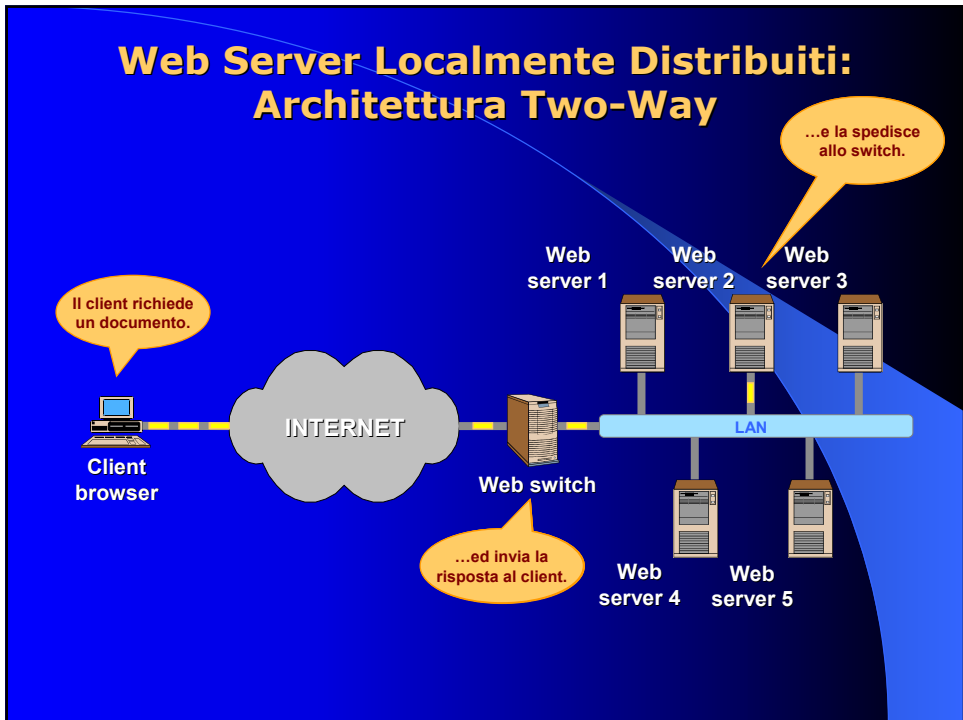 Web Server Localmente Distribuiti:
Architettura Two-Way
…e la spedisce
allo switch.
Web
server 1
Web
server 2
Web
server 3
Il client richiede
un documento.
INTERNET
LAN
Client
browser
Web switch
…ed invia la
risposta al client.
Web
server 4
Web
server 5